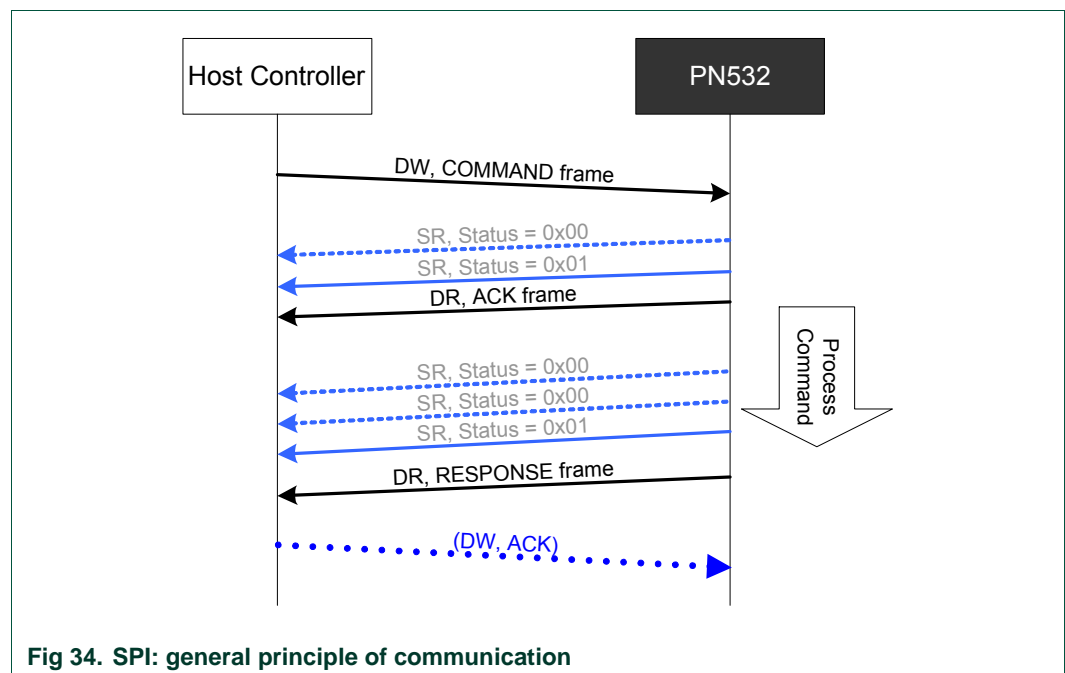 Host Controller
PN532
DW, COMMAND frame
SR, Status = 0x00
SR, Status = 0x01
DR, ACK frame
Process
Command
SR, Status = 0x00
SR, Status = 0x00
SR, Status = 0x01
DR, RESPONSE frame
(DW, ACK)
Fig 34. SPI: general principle of communication